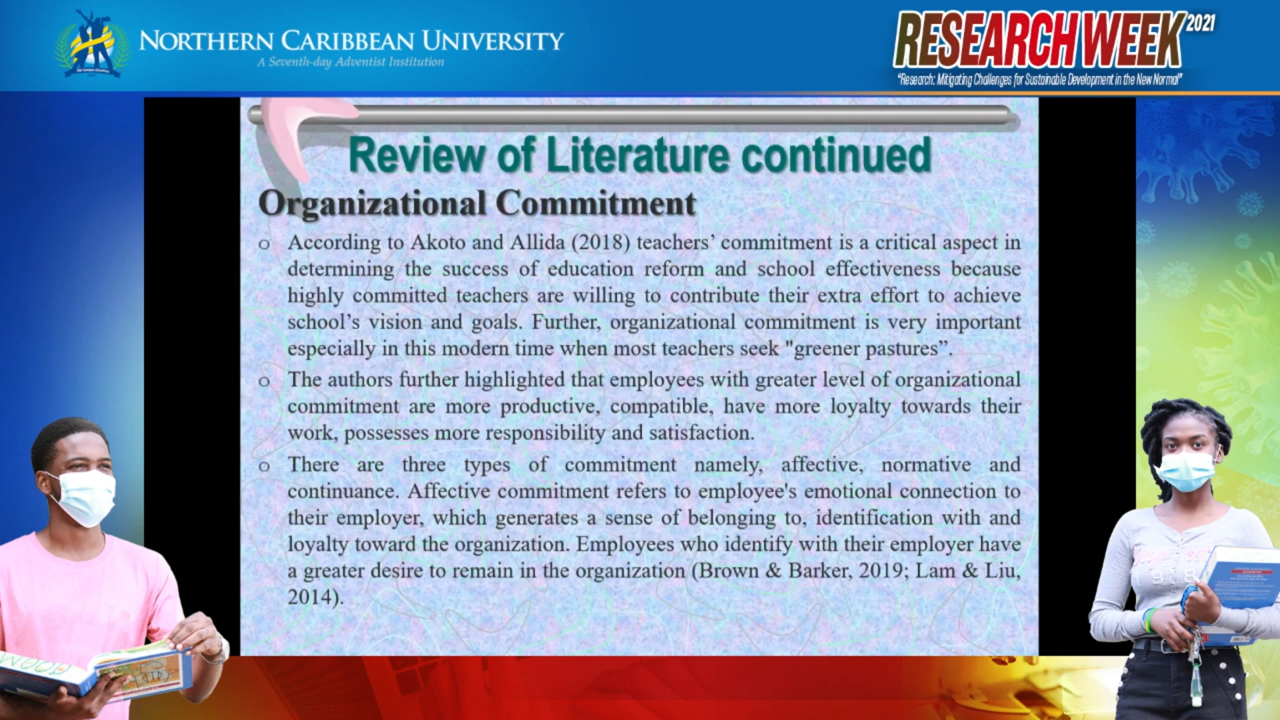 NORTHERN CARIBBEAN UNIVERSITY
A Seventh-day Adventist Institution
RESEARCH WEEK 2021
"Research: Mitigating Challenges for Sustainable Development in the New Normal"
Review of Literature continued
Organizational Commitment
o According to Akoto and Allida (2018) teachers' commitment is a critical aspect in
determining the success of education reform and school effectiveness because
highly committed teachers are willing to contribute their extra effort to achieve
school's vision and goals. Further, organizational commitment is very important
especially in this modern time when most teachers seek "greener pastures".
o The authors further highlighted that employees with greater level of organizational
commitment are more productive, compatible, have more loyalty towards their
work, possesses more responsibility and satisfaction.
o There are three types of commitment namely, affective, normative and
continuance. Affective commitment refers to employee's emotional connection to
their employer, which generates a sense of belonging to, identification with and
loyalty toward the organization. Employees who identify with their employer have
a greater desire to remain in the organization (Brown & Barker, 2019; Lam & Liu,
2014).